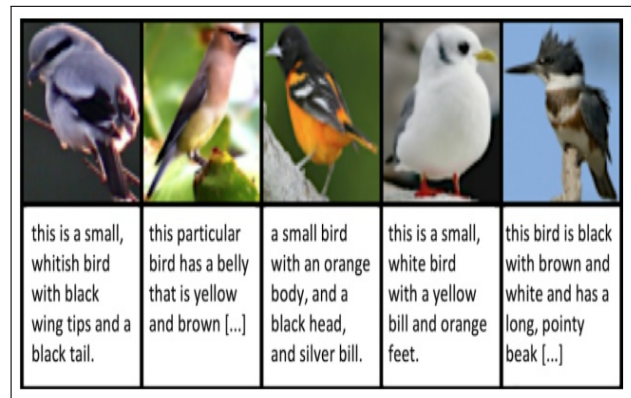 this is a small,
whitish bird
with black
wing tips and a
black tail.
this particular
bird has a belly
that is yellow
and brown [...]
a small bird
with an orange
body, and a
black head,
and silver bill.
this is a small,
white bird
with a yellow
bill and orange
feet.
this bird is black
with brown and
white and has a
long, pointy
beak [...]